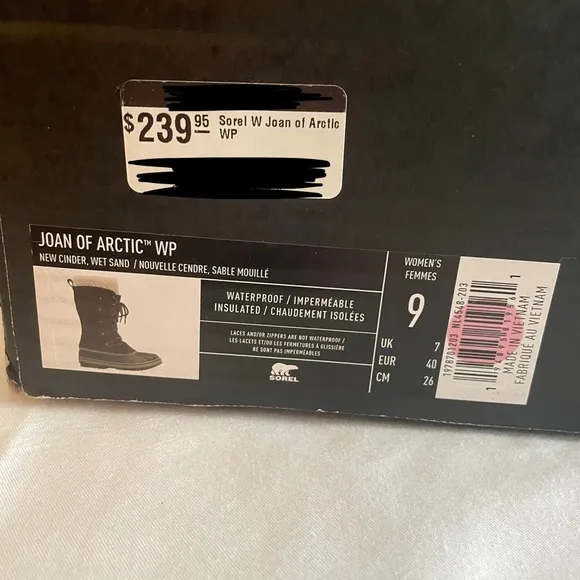 $239.95 Sorel W Joan of Arctic
WP
JOAN OF ARCTIC™ WP
NEW CINDER, WET SAND / NOUVELLE CENDRE, SABLE MOUILLÉ
WATERPROOF / IMPERMÉABLE
INSULATED / CHAUDEMENT ISOLÉES
LACES AND/OR ZIPPERS ARE NOT WATERPROOF/
LES LACETS ET/OU LES FERMETURES À GLISSIÈRE
NE SONT PAS IMPERMÉABLES
SOREL
WOMEN'S
FEMMES
9
UK 7
EUR 40
CM 26
1978701203 NL4548-203
MADE IN VIETNAM
FABRIQUÉ AU VIETNAM